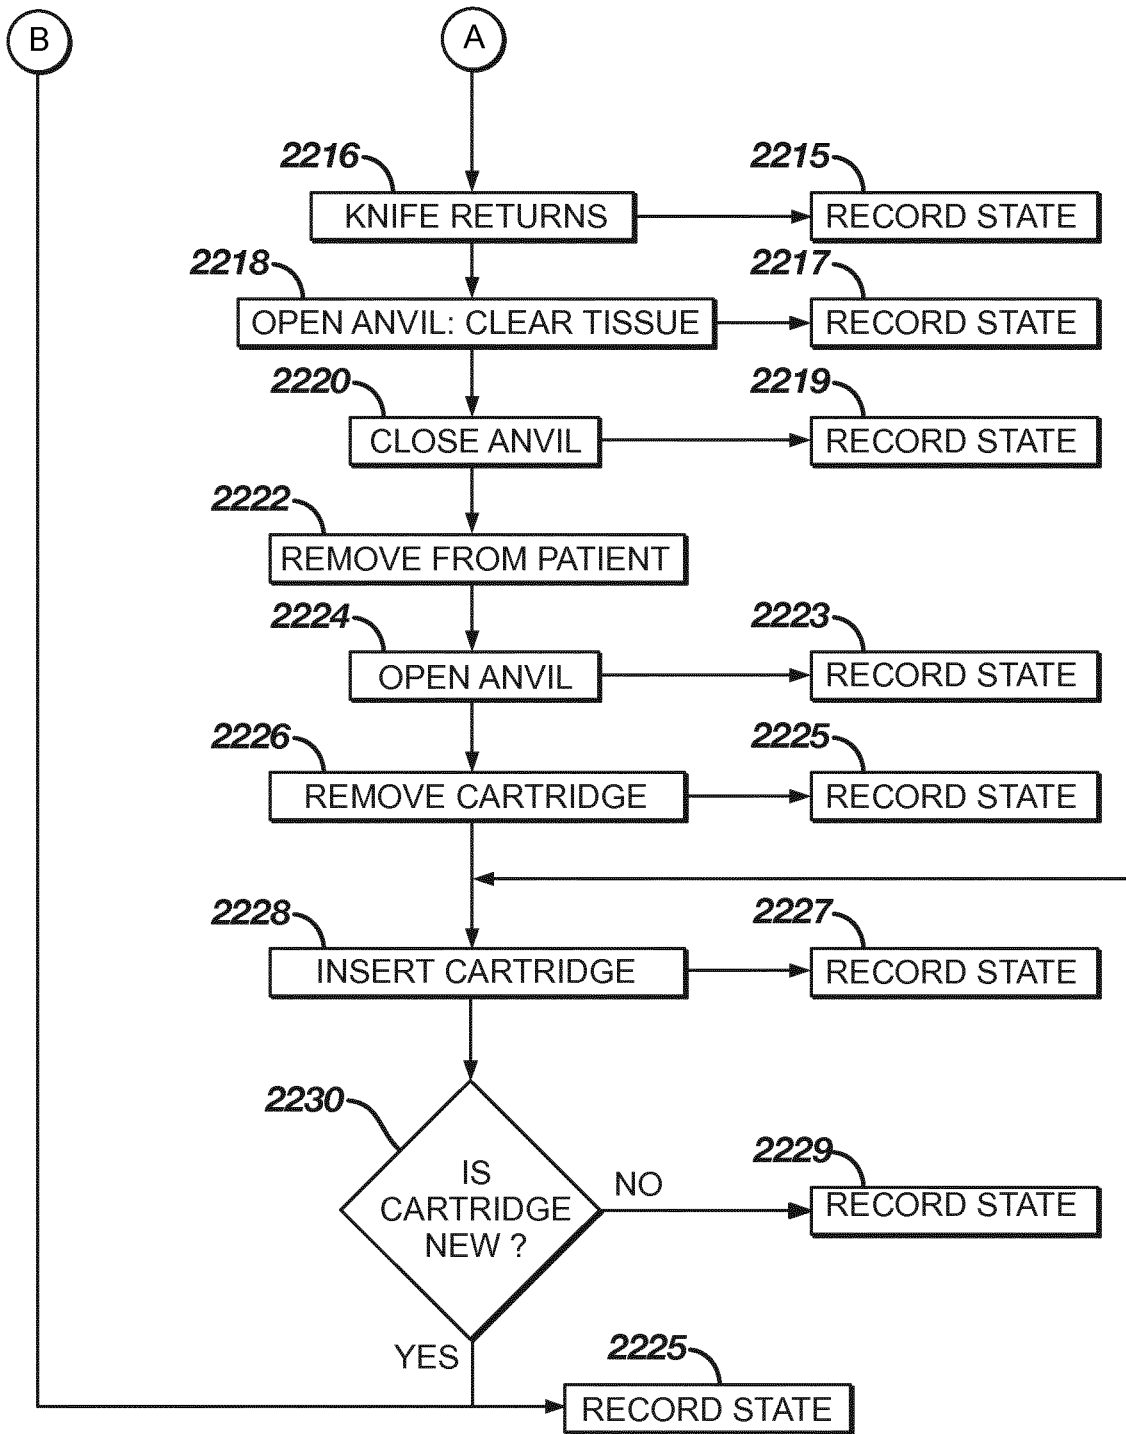 B
A
2216
2215
KNIFE RETURNS
RECORD STATE
2218
2217
OPEN ANVIL: CLEAR TISSUE
RECORD STATE
2220
2219
CLOSE ANVIL
RECORD STATE
2222
REMOVE FROM PATIENT
2224
2223
OPEN ANVIL
RECORD STATE
2226
2225
REMOVE CARTRIDGE
RECORD STATE
2228
2227
INSERT CARTRIDGE
RECORD STATE
2230
IS
CARTRIDGE
NEW ?
NO
2229
RECORD STATE
YES
2225
RECORD STATE